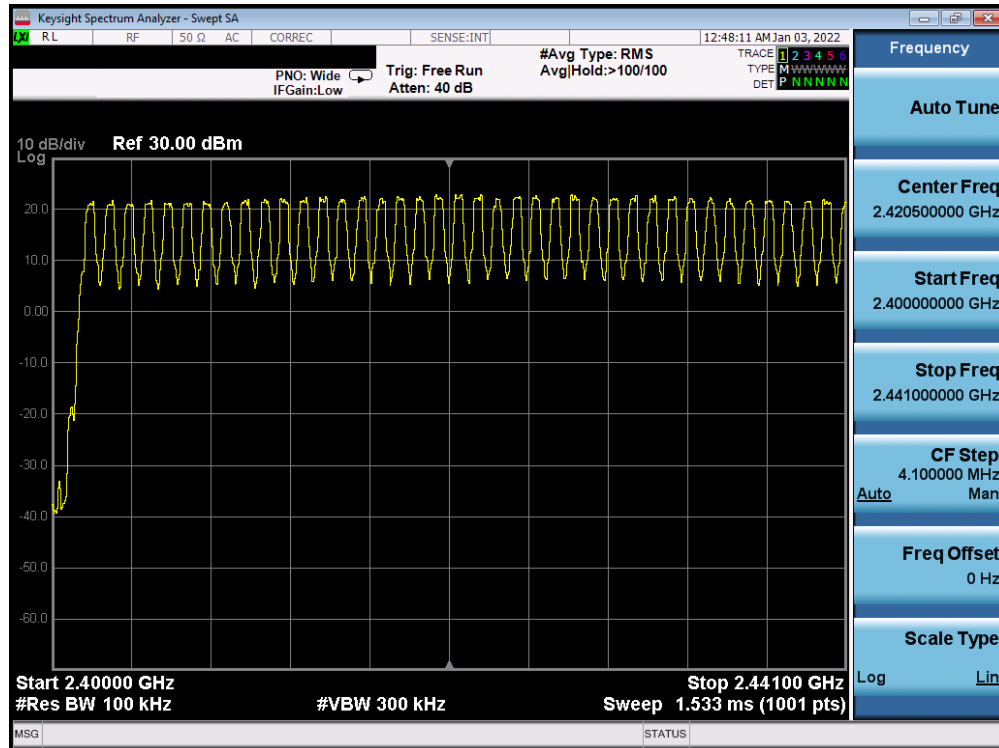 Keysight Spectrum Analyzer - Swept SA
LXI RL RF 50 Ω AC CORREC SENSE:INT 12:48:11 AM Jan 03, 2022
PNO: Wide
IFGain:Low
Trig: Free Run
Atten: 40 dB
#Avg Type: RMS
Avg|Hold:>100/100
TRACE 1 2 3 4 5 6
TYPE M WWWWW
DET P N N N N N
10 dB/div Ref 30.00 dBm
Log
20.0
10.0
0.00
-10.0
-20.0
-30.0
-40.0
-50.0
-60.0
Start 2.40000 GHz Stop 2.44100 GHz
#Res BW 100 kHz #VBW 300 kHz Sweep 1.533 ms (1001 pts)
MSG STATUS
Frequency
Auto Tune
Center Freq
2.420500000 GHz
Start Freq
2.400000000 GHz
Stop Freq
2.441000000 GHz
CF Step
4.100000 MHz
Auto Man
Freq Offset
0 Hz
Scale Type
Log Lin